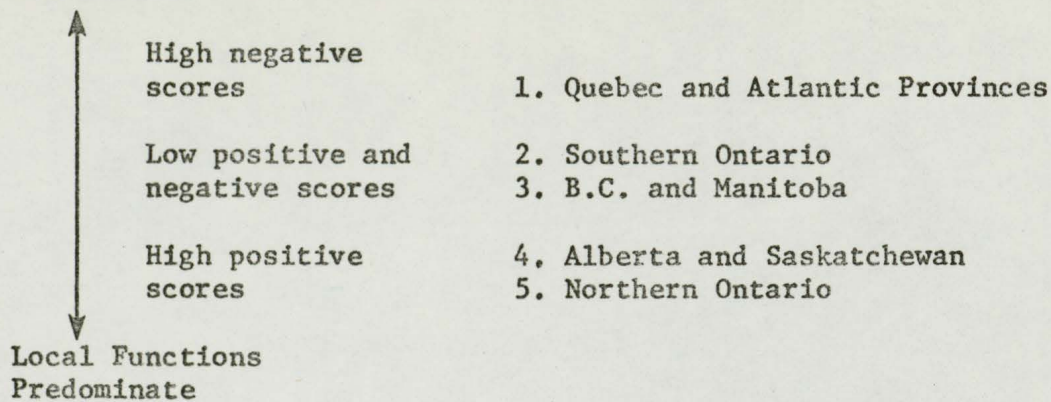 High negative
scores 1. Quebec and Atlantic Provinces
Low positive and 2. Southern Ontario
negative scores 3. B.C. and Manitoba
High positive 4. Alberta and Saskatchewan
scores 5. Northern Ontario
Local Functions
Predominate